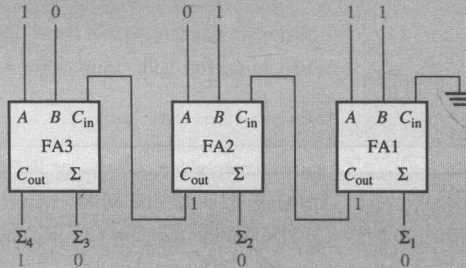 1 0 0 1 1 1
A B Cin A B Cin A B Cin
FA3 FA2 FA1
Cout Σ Cout Σ Cout Σ
1 1
Σ4 Σ3 Σ2 Σ1
1 0 0 0